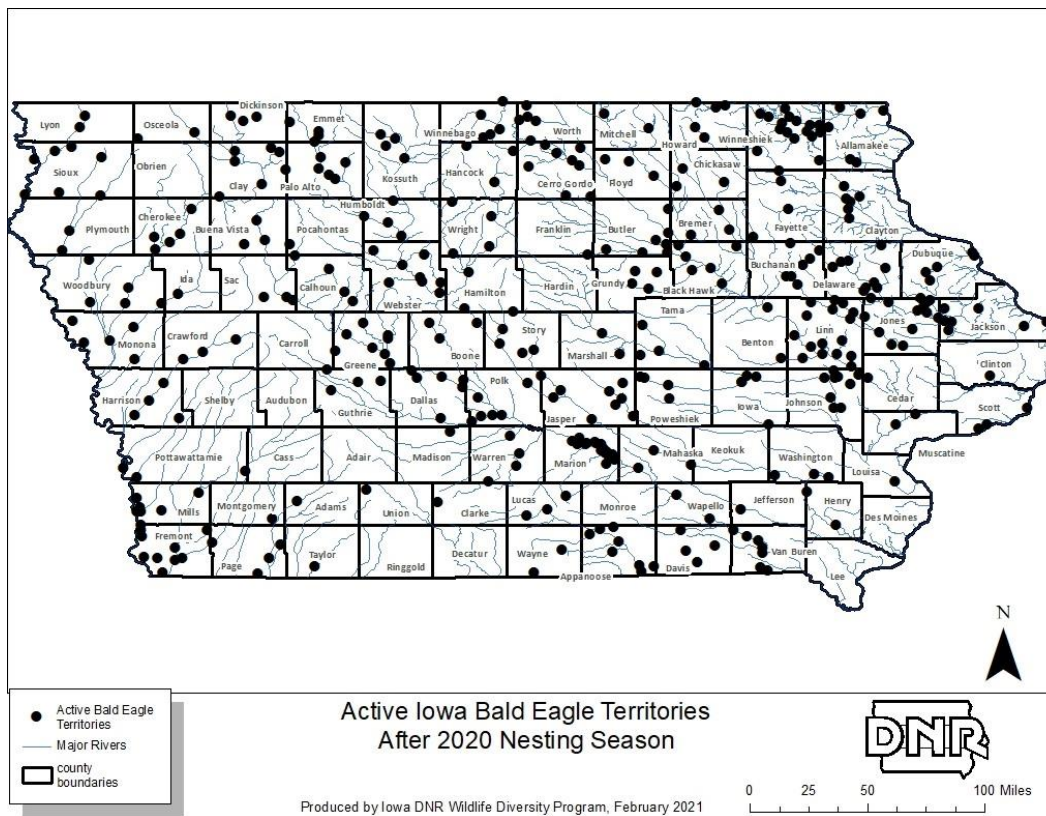 Dickinson
Lyon
Osceola
Emmet
Winnebago
Worth
Mitchell
Howard
Winneshiek
Allamakee
Sioux
Obrien
Clay
Palo Alto
Kossuth
Hancock
Cerro Gordo
Floyd
Chickasaw
Plymouth
Cherokee
Buena Vista
Pocahontas
Humboldt
Wright
Franklin
Butler
Bremer
Fayette
Clayton
Woodbury
Ida
Sac
Calhoun
Webster
Hamilton
Hardin
Grundy
Black Hawk
Buchanan
Delaware
Dubuque
Monona
Crawford
Carroll
Greene
Boone
Story
Marshall
Tama
Benton
Linn
Jones
Jackson
Harrison
Shelby
Audubon
Guthrie
Dallas
Polk
Jasper
Poweshiek
Iowa
Johnson
Cedar
Clinton
Scott
Pottawattamie
Cass
Adair
Madison
Warren
Marion
Mahaska
Keokuk
Washington
Muscatine
Louisa
Mills
Montgomery
Adams
Union
Clarke
Lucas
Monroe
Wapello
Jefferson
Henry
Des Moines
Fremont
Page
Taylor
Ringgold
Decatur
Wayne
Appanoose
Davis
Van Buren
Lee
N
Active Bald Eagle
Territories
Major Rivers
county
boundaries
Active Iowa Bald Eagle Territories
After 2020 Nesting Season
Produced by Iowa DNR Wildlife Diversity Program, February 2021
DNR
0 25 50 100 Miles